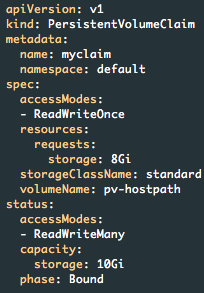 apiVersion: v1
kind: PersistentVolumeClaim
metadata:
  name: myclaim
  namespace: default
spec:
  accessModes:
  - ReadWriteOnce
  resources:
    requests:
      storage: 8Gi
  storageClassName: standard
  volumeName: pv-hostpath
status:
  accessModes:
  - ReadWriteMany
  capacity:
    storage: 10Gi
  phase: Bound